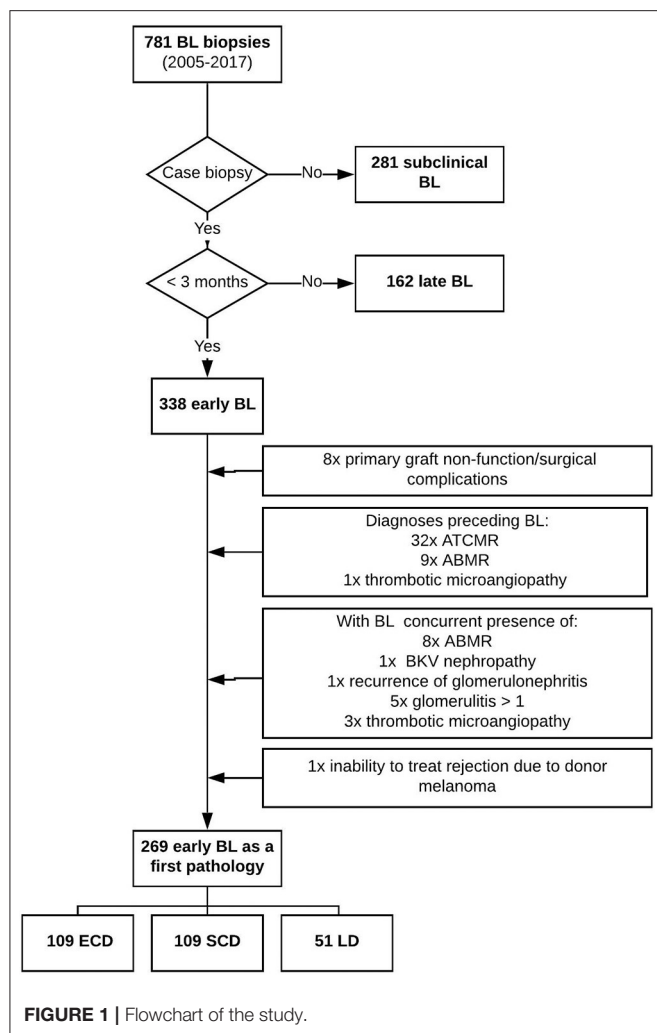 781 BL biopsies
(2005-2017)
Case biopsy
No
281 subclinical
BL
Yes
< 3 months
No
162 late BL
Yes
338 early BL
8x primary graft non-function/surgical
complications
Diagnoses preceding BL:
32x ATCMR
9x ABMR
1x thrombotic microangiopathy
With BL concurrent presence of:
8x ABMR
1x BKV nephropathy
1x recurrence of glomerulonephritis
5x glomerulitis > 1
3x thrombotic microangiopathy
1x inability to treat rejection due to donor
melanoma
269 early BL as a
first pathology
109 ECD
109 SCD
51 LD
FIGURE 1 | Flowchart of the study.